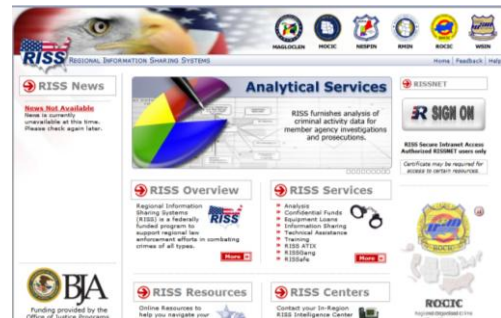 MAGLOCLEN MOCIC NESPIN RMIN ROCIC WSIN
RISS REGIONAL INFORMATION SHARING SYSTEMS
Home Feedback Help
RISS News
News Not Available
News is currently
unavailable at this time.
Please check again later.
Analytical Services
RISS furnishes analysis of
criminal activity data for
member agency investigations
and prosecutions.
RISSNET
SIGN ON
RISS Secure Intranet Access
Authorized RISSNET users only
Certificate may be required for
access to certain resources.
RISS Overview
Regional Information
Sharing Systems
(RISS) is a federally
funded program to
support regional law
enforcement efforts in combating
crimes of all types.
RISS
More
RISS Services
Analysis
Confidential Funds
Equipment Loans
Information Sharing
Technical Assistance
Training
RISS ATIX
RISSGang
RISSafe
More
ROCIC
BJA
Funding provided by the
Office of Justice Programs
RISS Resources
Online Resources to
help you navigate your
RISS Centers
Contact your In-Region
RISS Intelligence Center